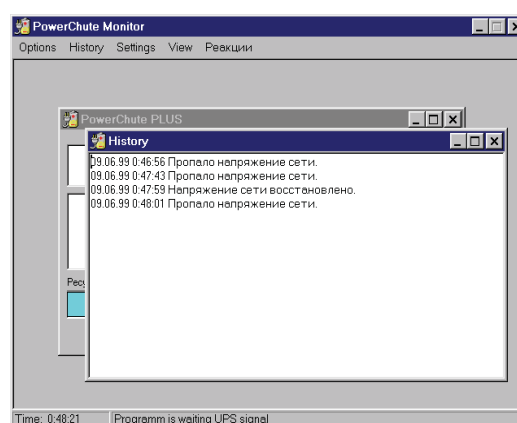 PowerChute Monitor
Options History Settings View Реакции
PowerChute PLUS
History
09.06.99 0:46:56 Пропало напряжение сети.
09.06.99 0:47:43 Пропало напряжение сети.
09.06.99 0:47:59 Напряжение сети восстановлено.
09.06.99 0:48:01 Пропало напряжение сети.
Time: 0:48:21 Programm is waiting UPS signal